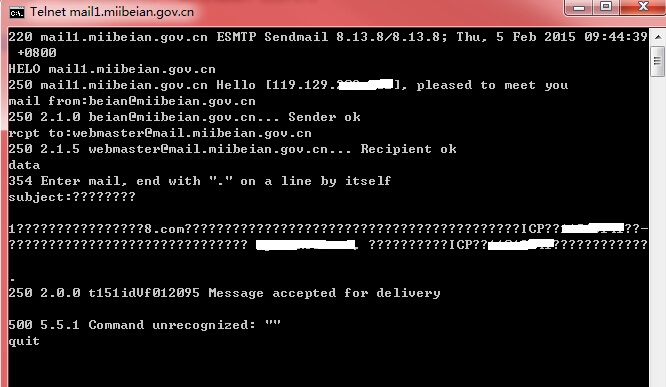 Telnet mail1.miibeian.gov.cn
220 mail1.miibeian.gov.cn ESMTP Sendmail 8.13.8/8.13.8; Thu, 5 Feb 2015 09:44:39
+0800
HELO mail1.miibeian.gov.cn
250 mail1.miibeian.gov.cn Hello [119.129.], pleased to meet you
mail from:beian@miibeian.gov.cn
250 2.1.0 beian@miibeian.gov.cn... Sender ok
rcpt to:webmaster@mail.miibeian.gov.cn
250 2.1.5 webmaster@mail.miibeian.gov.cn... Recipient ok
data
354 Enter mail, end with "." on a line by itself
subject:????????
1????????????????8.com??????????????????????????????????????????ICP?? ??-
?????????????????????????????? ??????????ICP?? ????????????
.
250 2.0.0 t151idVf012095 Message accepted for delivery
500 5.5.1 Command unrecognized: ""
quit